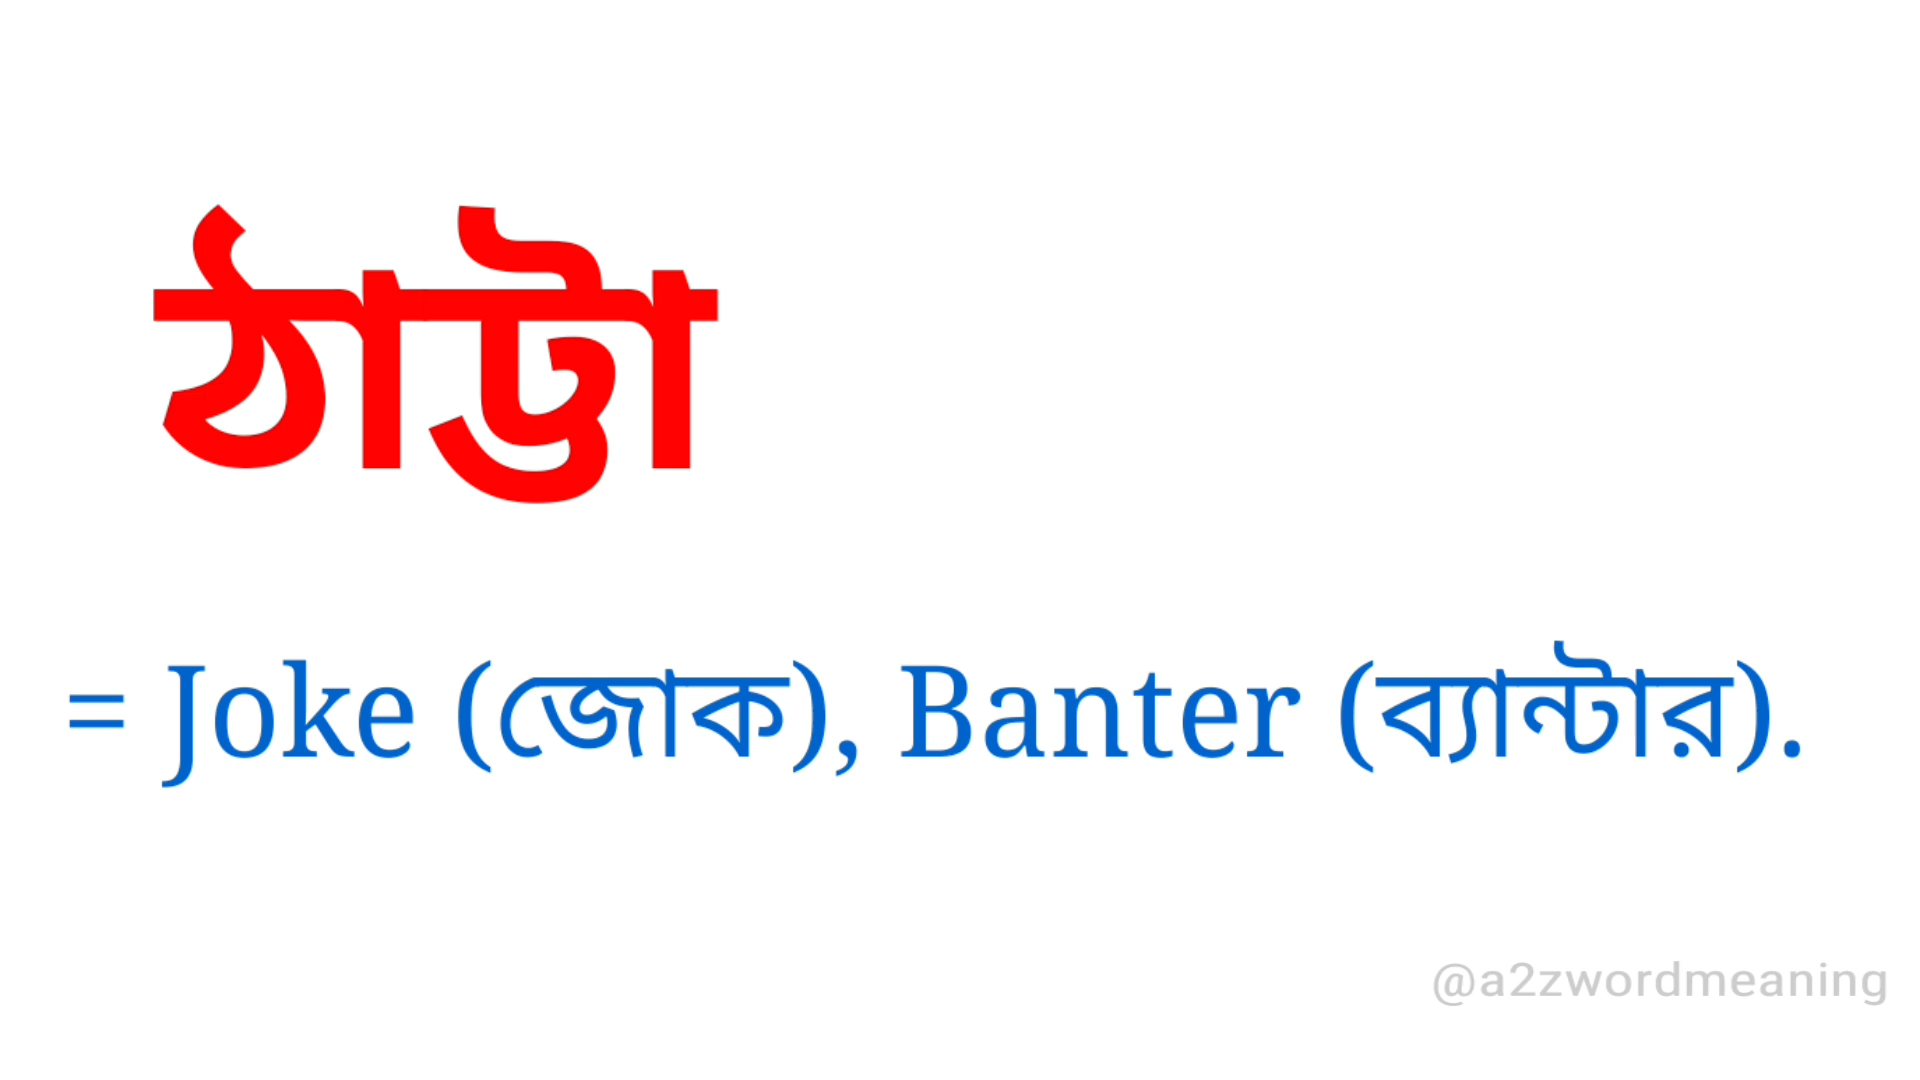 ঠাট্টা
= Joke (জোক), Banter (ব্যান্টার).
@a2zwordmeaning